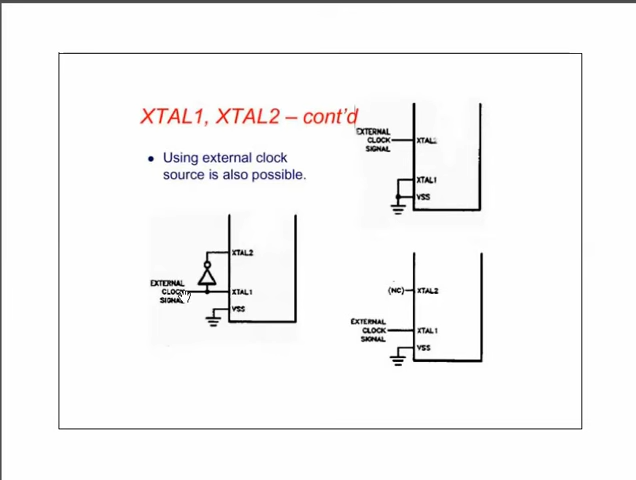 XTAL1, XTAL2 – cont'd
• Using external clock
source is also possible.
EXTERNAL
CLOCK
SIGNAL
XTAL2
XTAL1
VSS
XTAL2
EXTERNAL
CLOCK
SIGNAL
XTAL1
VSS
(NC)
XTAL2
EXTERNAL
CLOCK
SIGNAL
XTAL1
VSS